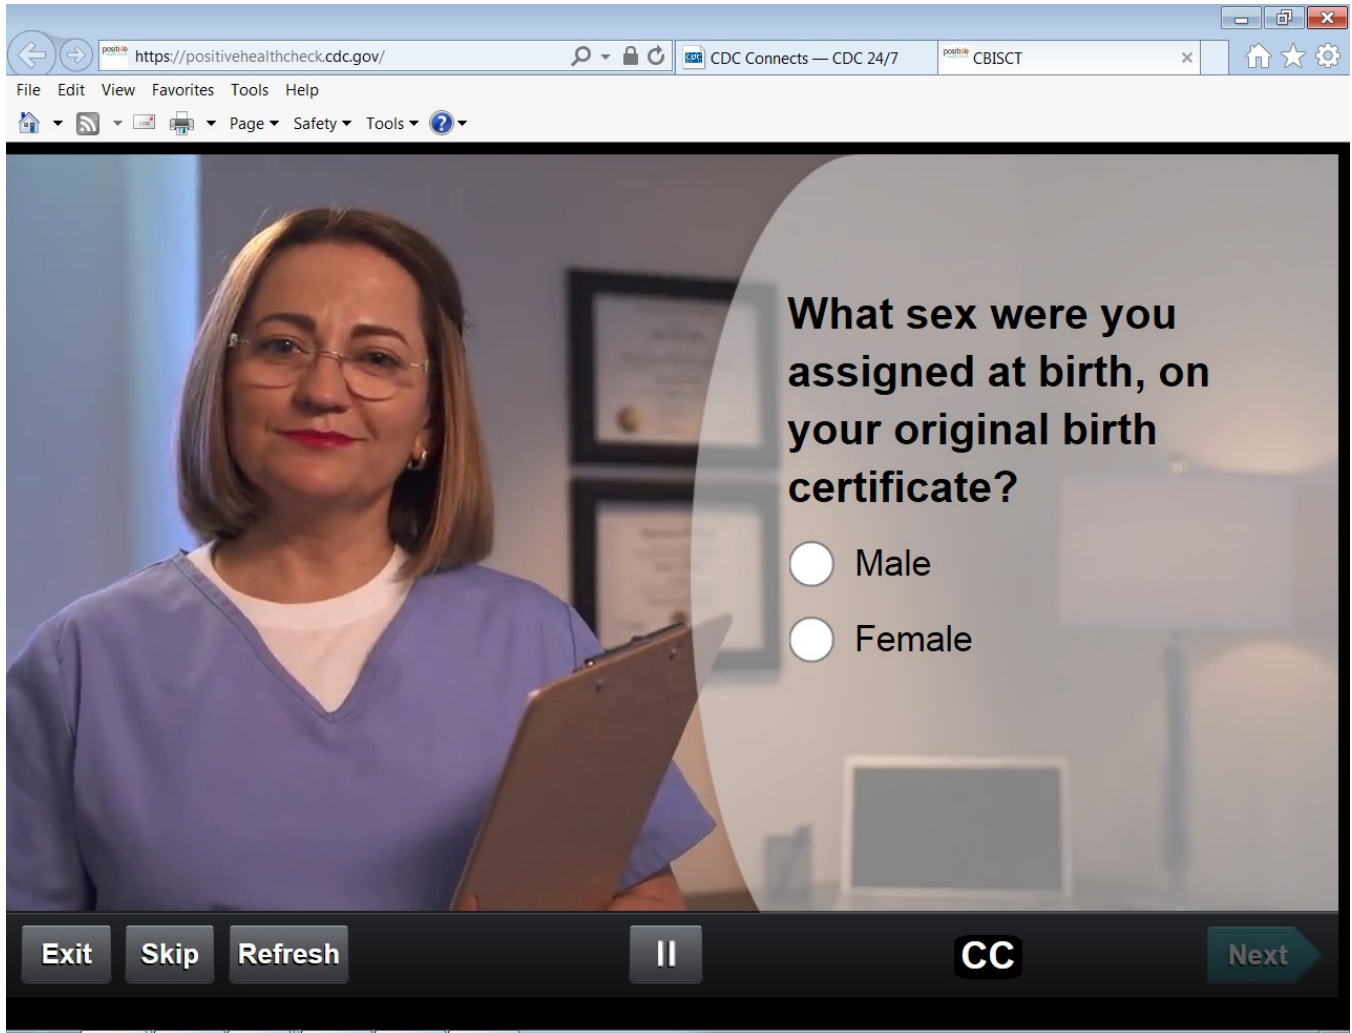 https://positivehealthcheck.cdc.gov/
CDC Connects — CDC 24/7
CBISCT
File Edit View Favorites Tools Help
Page Safety Tools
What sex were you
assigned at birth, on
your original birth
certificate?
Male
Female
Exit Skip Refresh CC Next